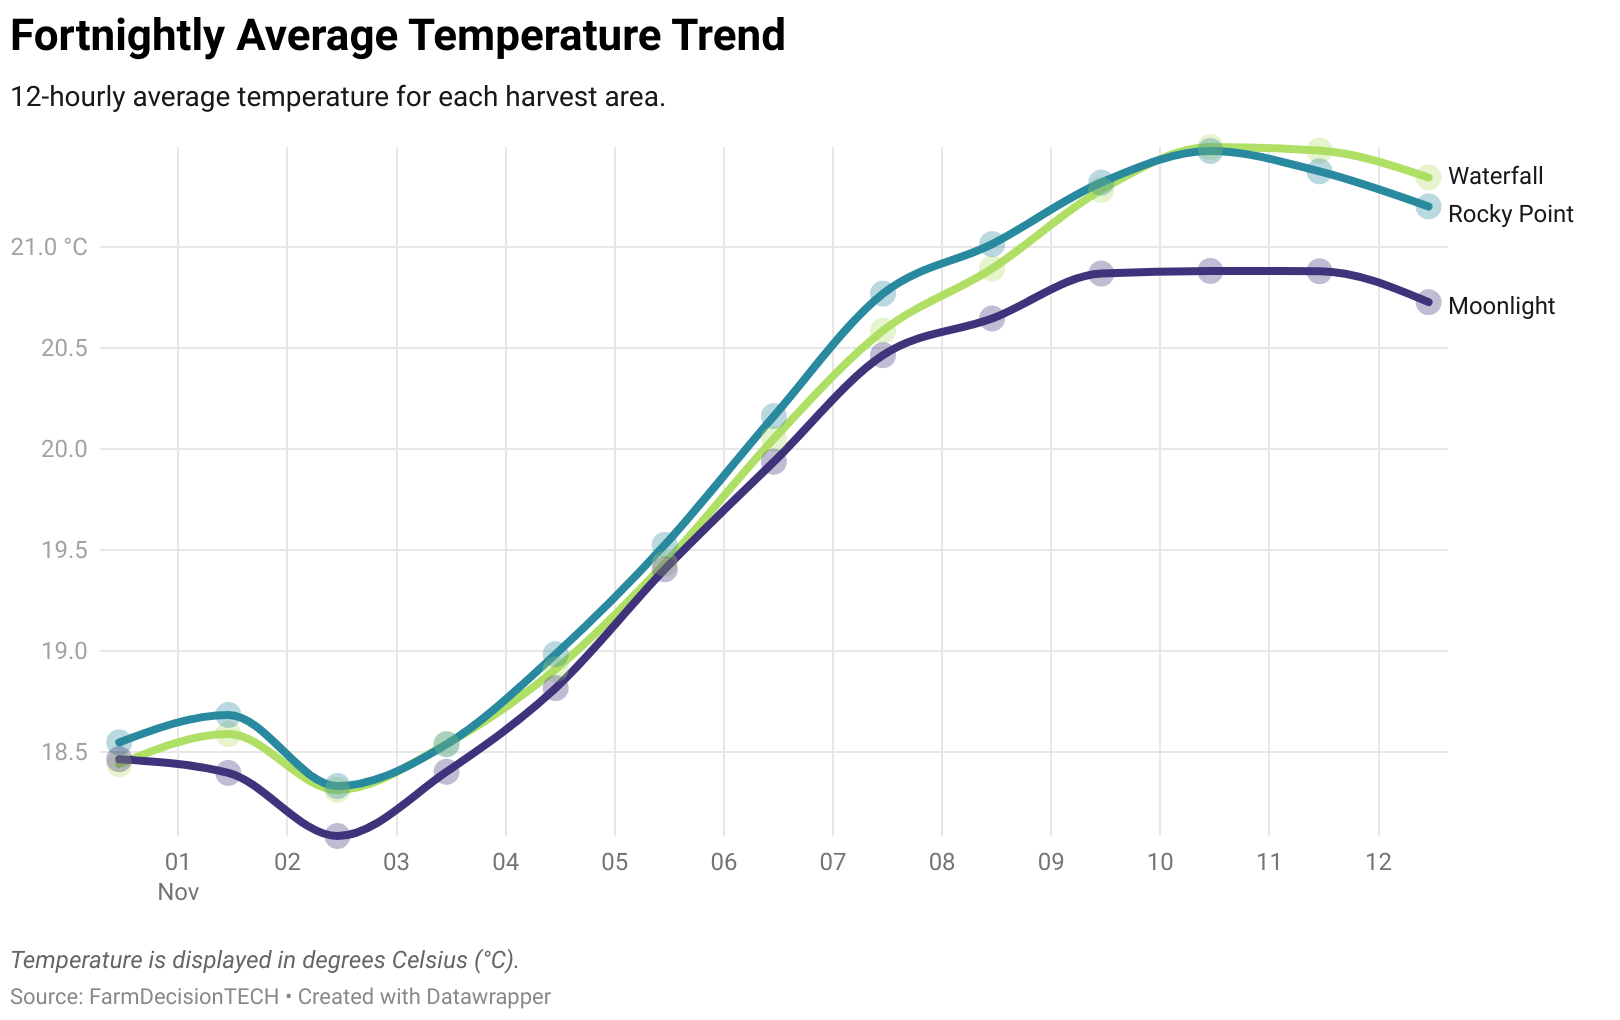 Fortnightly Average Temperature Trend
12-hourly average temperature for each harvest area.
Waterfall
Rocky Point
21.0 °C
Moonlight
20.5
20.0
19.5
19.0
18.5
01 02 03 04 05 06 07 08 09 10 11 12
Nov
Temperature is displayed in degrees Celsius (°C).
Source: FarmDecisionTECH • Created with Datawrapper